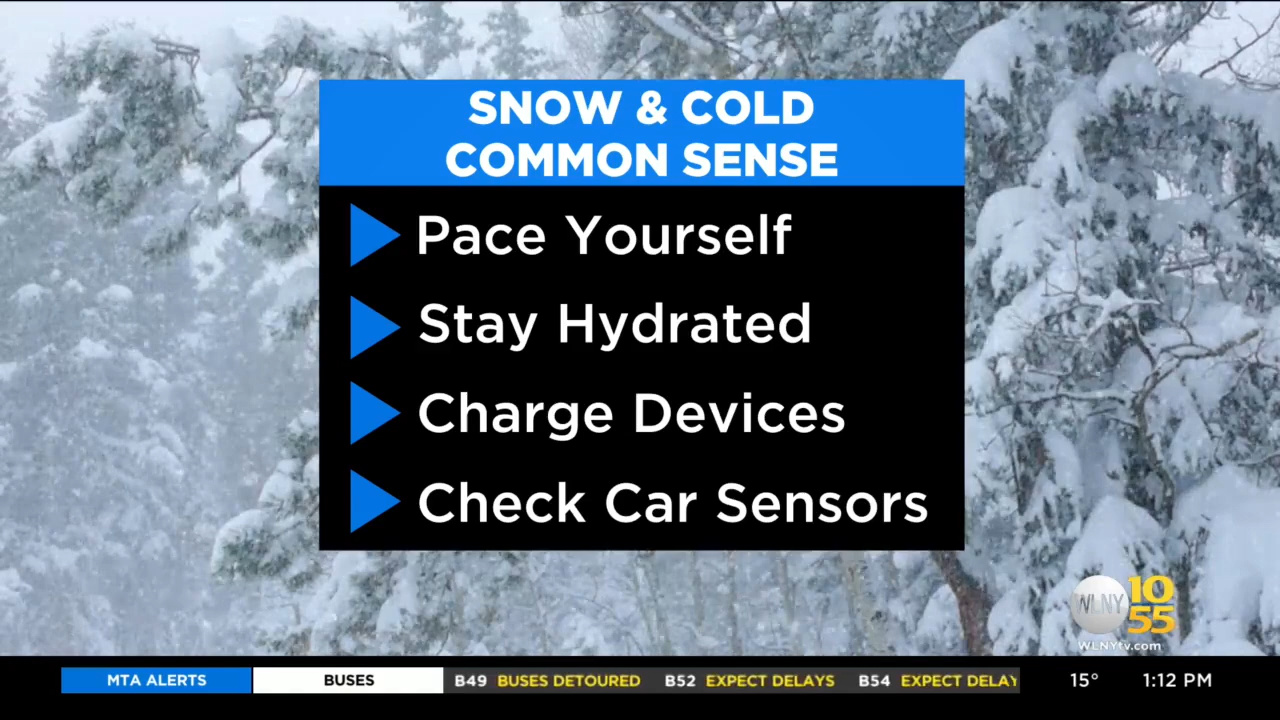 SNOW & COLD
COMMON SENSE
Pace Yourself
Stay Hydrated
Charge Devices
Check Car Sensors
WLNY 10
55
WLNYtv.com
MTA ALERTS BUSES B49 BUSES DETOURED B52 EXPECT DELAYS B54 EXPECT DELAY 15° 1:12 PM